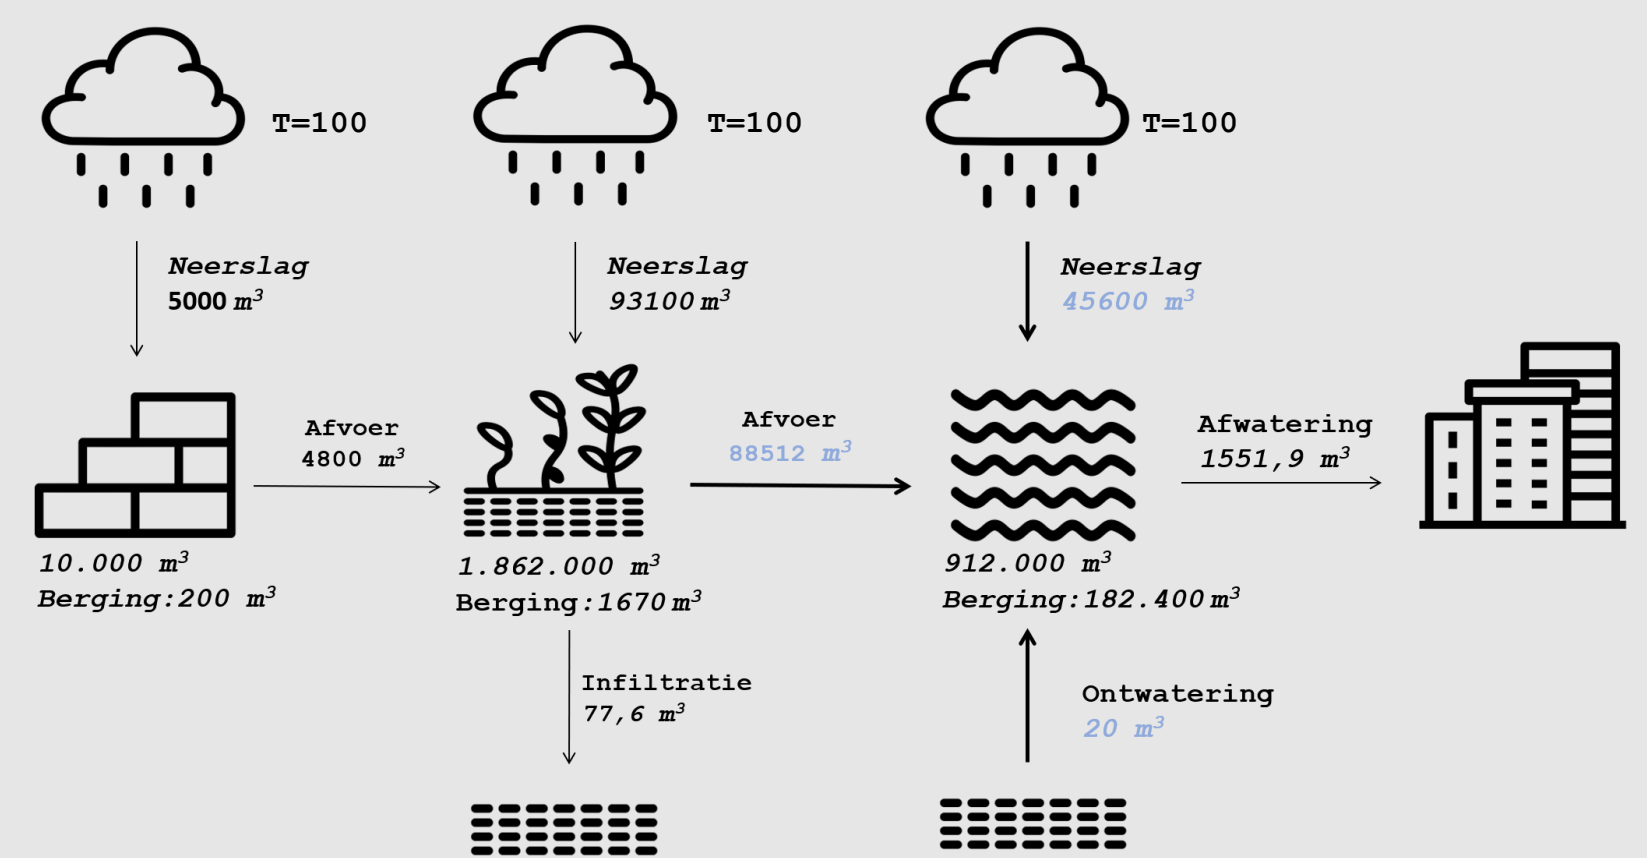 T=100
T=100
T=100
Neerslag
5000 m³
Neerslag
93100 m³
Neerslag
45600 m³
Afvoer
4800 m³
Afvoer
88512 m³
Afwatering
1551,9 m³
10.000 m³
Berging:200 m³
1.862.000 m³
Berging:1670 m³
912.000 m³
Berging:182.400 m³
Infiltratie
77,6 m³
Ontwatering
20 m³